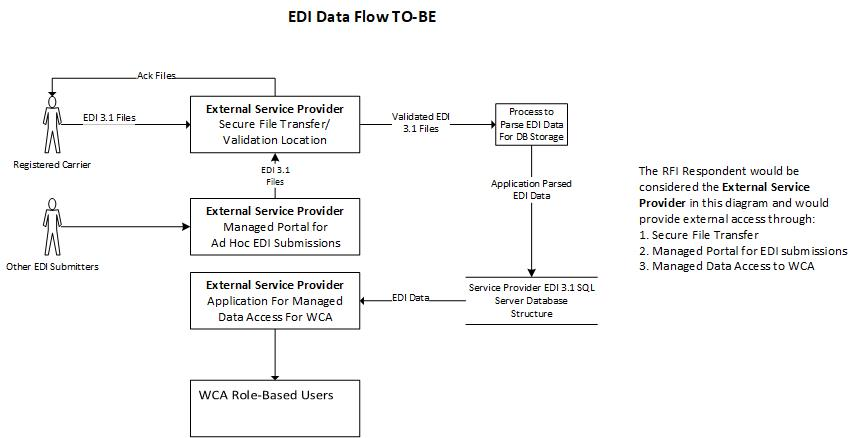 EDI Data Flow TO-BE
Ack Files
EDI 3.1 Files
Registered Carrier
External Service Provider
Secure File Transfer/
Validation Location
Validated EDI
3.1 Files
Process to
Parse EDI Data
For DB Storage
EDI 3.1
Files
Application Parsed
EDI Data
Other EDI Submitters
External Service Provider
Managed Portal for
Ad Hoc EDI Submissions
External Service Provider
Application For Managed
Data Access For WCA
EDI Data
Service Provider EDI 3.1 SQL
Server Database
Structure
WCA Role-Based Users
The RFI Respondent would be
considered the External Service
Provider in this diagram and would
provide external access through:
1. Secure File Transfer
2. Managed Portal for EDI submissions
3. Managed Data Access to WCA